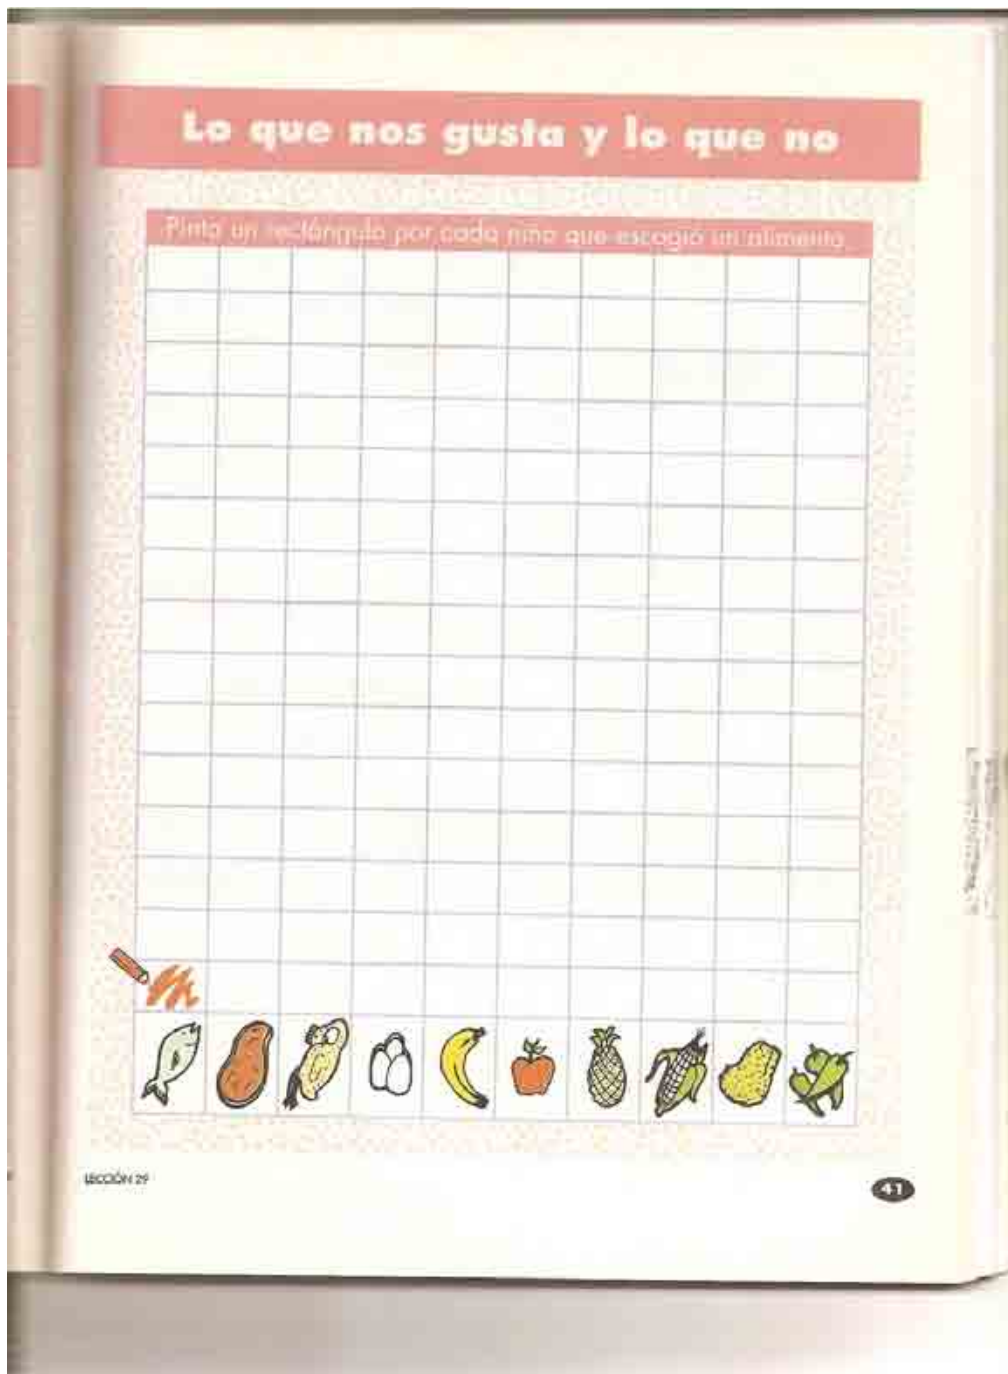 Lo que nos gusta y lo que no
Pinta un rectángulo por cada niño que escogió un alimento.
LECCIÓN 29
41